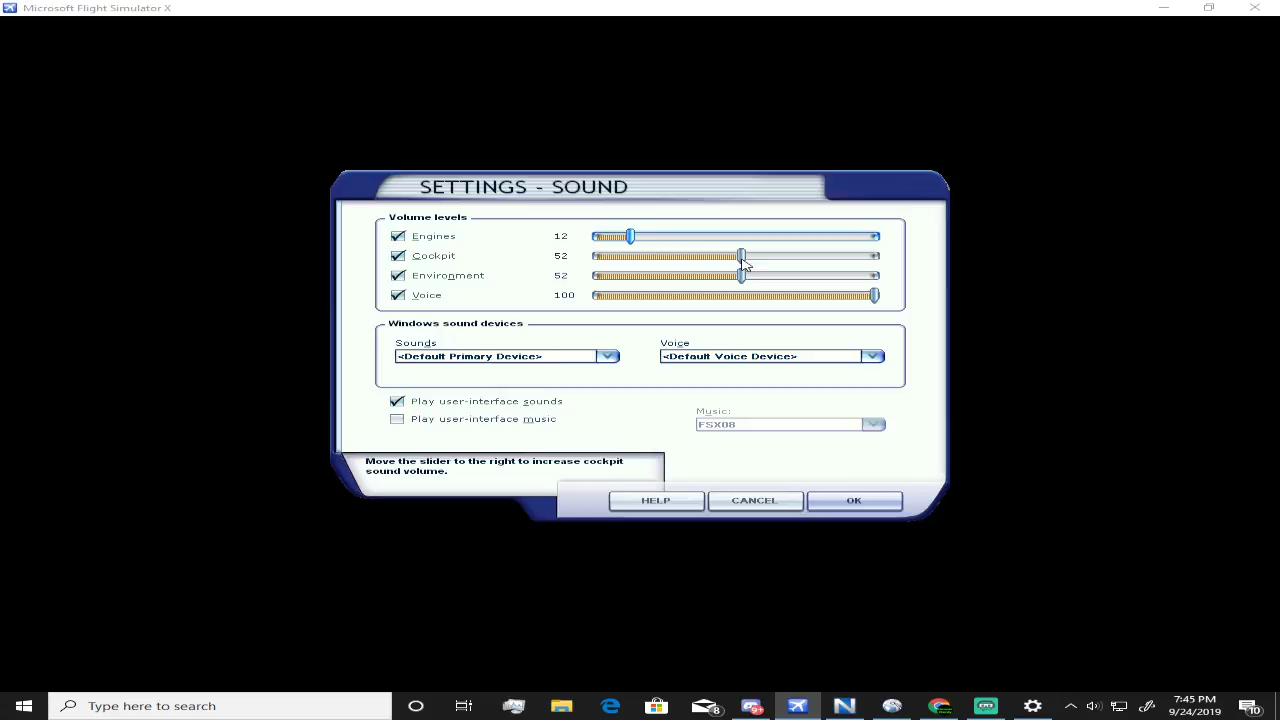 Microsoft Flight Simulator X
SETTINGS - SOUND
Volume levels
Engines 12
Cockpit 52
Environment 52
Voice 100
Windows sound devices
Sounds Voice
<Default Primary Device> <Default Voice Device>
Play user-interface sounds
Play user-interface music
Music:
FSX08
Move the slider to the right to increase cockpit
sound volume.
HELP CANCEL OK
Type here to search
8
9+
7:45 PM
9/24/2019
10